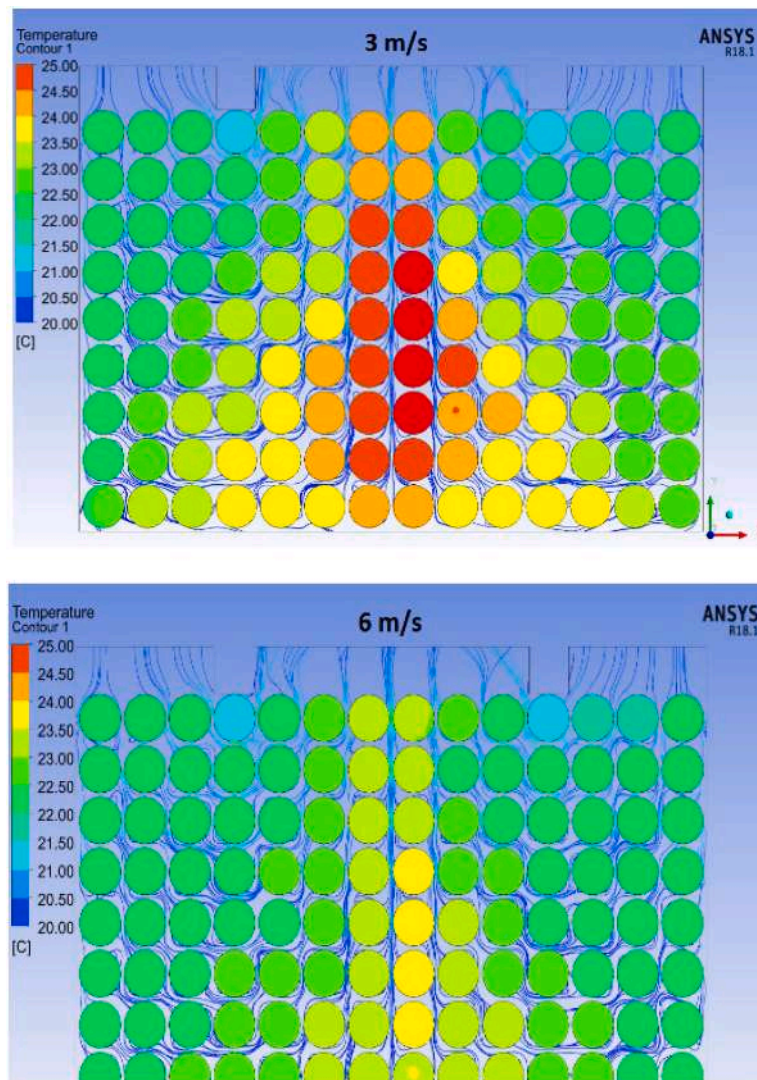 Temperature
Contour 1
3 m/s
ANSYS
R18.1
25.00
24.50
24.00
23.50
23.00
22.50
22.00
21.50
21.00
20.50
20.00
[C]
Temperature
Contour 1
6 m/s
ANSYS
R18.1
25.00
24.50
24.00
23.50
23.00
22.50
22.00
21.50
21.00
20.50
20.00
[C]